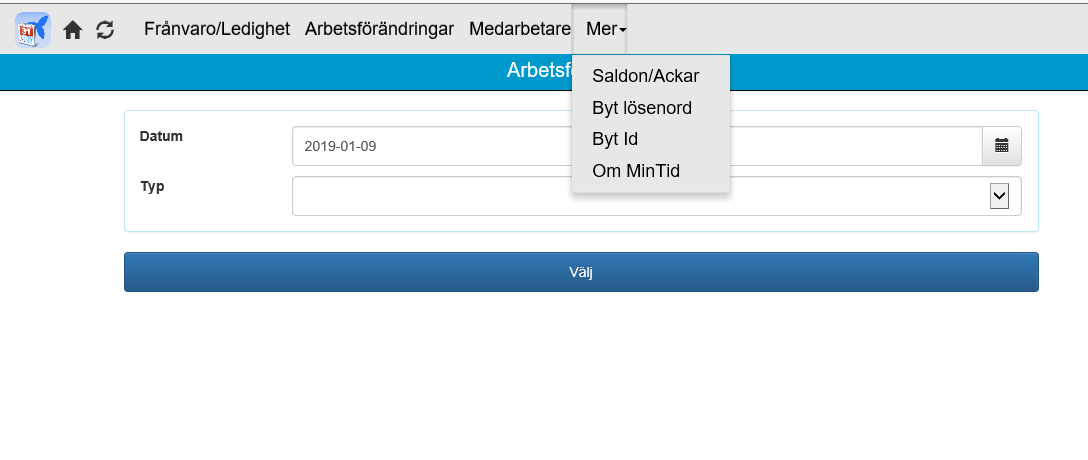 Frånvaro/Ledighet Arbetsförändringar Medarbetare Mer
Arbetsf
Saldon/Ackar
Byt lösenord
Byt Id
Om MinTid
Datum
2019-01-09
Typ
Välj